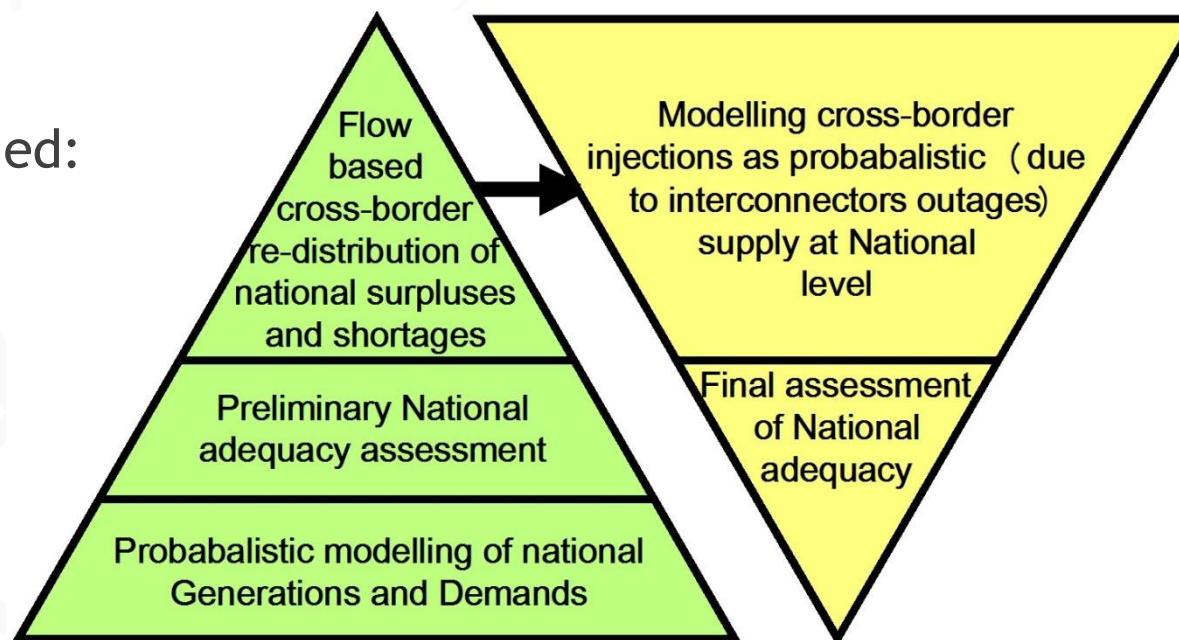 ed:
Flow
based
cross-border
re-distribution of
national surpluses
and shortages
Preliminary National
adequacy assessment
Probabalistic modelling of national
Generations and Demands
Modelling cross-border
injections as probabalistic (due
to interconnectors outages)
supply at National
level
Final assessment
of National
adequacy